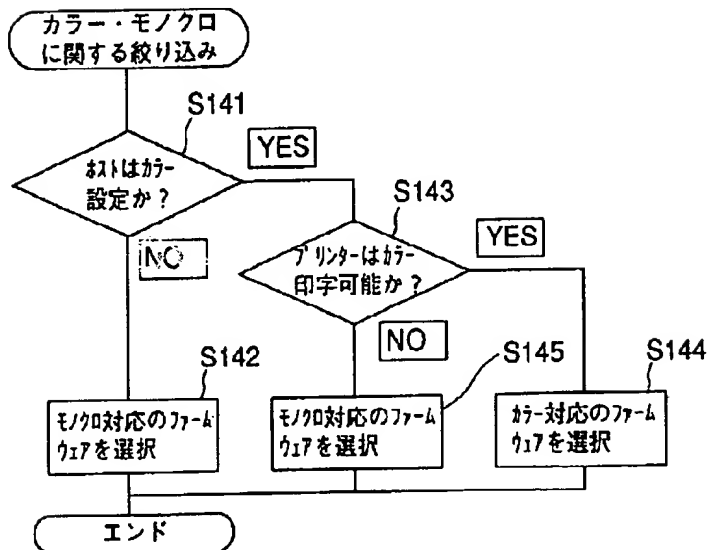 カラー・モノクロ
に関する絞り込み
S141
YES
ﾎｽﾄはｶﾗｰ
設定か？
S143
YES
NO
ﾌﾟﾘﾝﾀｰはｶﾗｰ
印字可能か？
NO
S142
S145
S144
ﾓﾉｸﾛ対応のﾌｧｰﾑ
ｳｪｱを選択
ﾓﾉｸﾛ対応のﾌｧｰﾑ
ｳｪｱを選択
ｶﾗｰ対応のﾌｧｰﾑ
ｳｪｱを選択
エンド